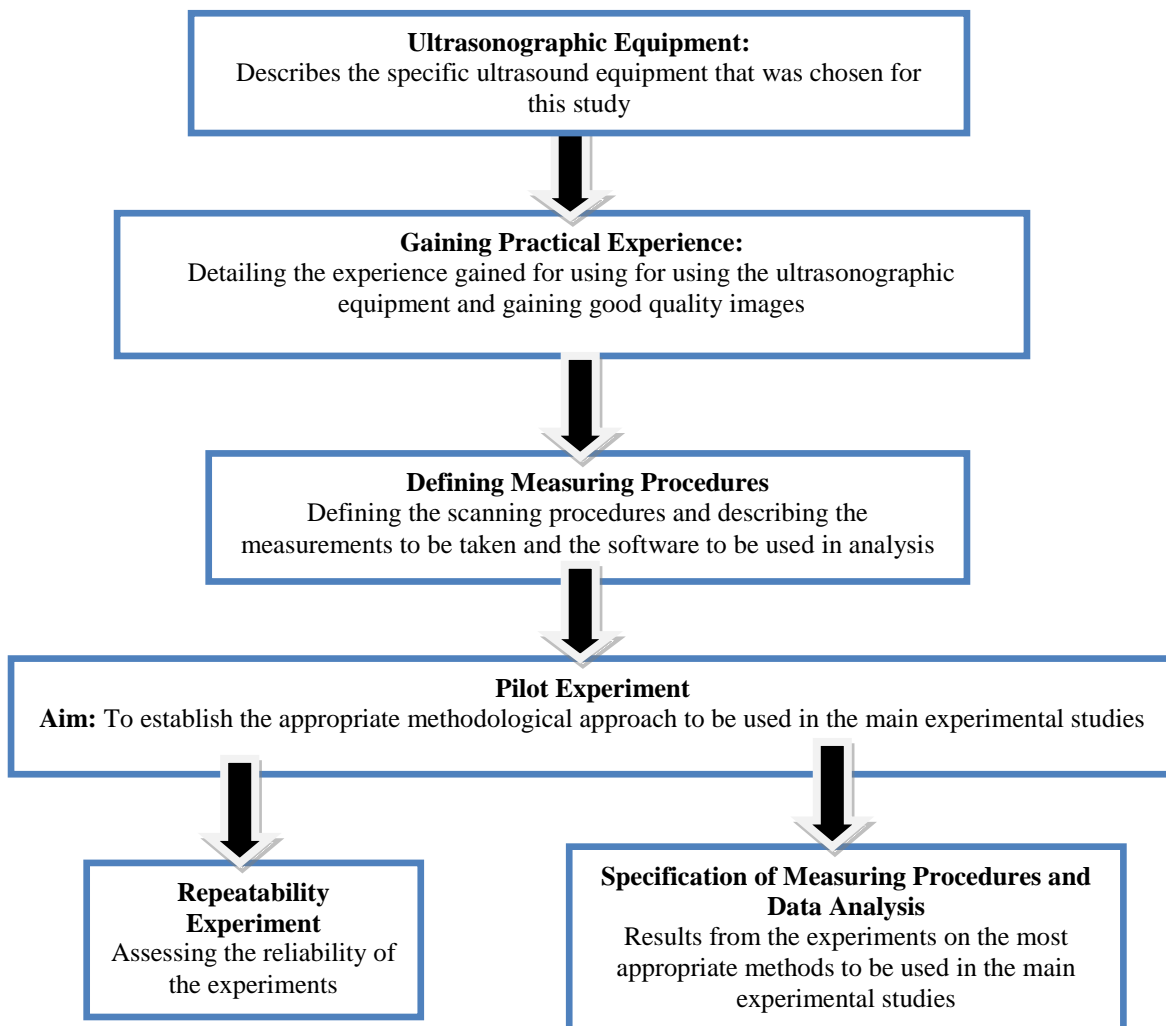 Ultrasonographic Equipment:
Describes the specific ultrasound equipment that was chosen for
this study
Gaining Practical Experience:
Detailing the experience gained for using for using the ultrasonographic
equipment and gaining good quality images
Defining Measuring Procedures
Defining the scanning procedures and describing the
measurements to be taken and the software to be used in analysis
Pilot Experiment
Aim: To establish the appropriate methodological approach to be used in the main experimental studies
Repeatability
Experiment
Assessing the reliability of
the experiments
Specification of Measuring Procedures and
Data Analysis
Results from the experiments on the most
appropriate methods to be used in the main
experimental studies